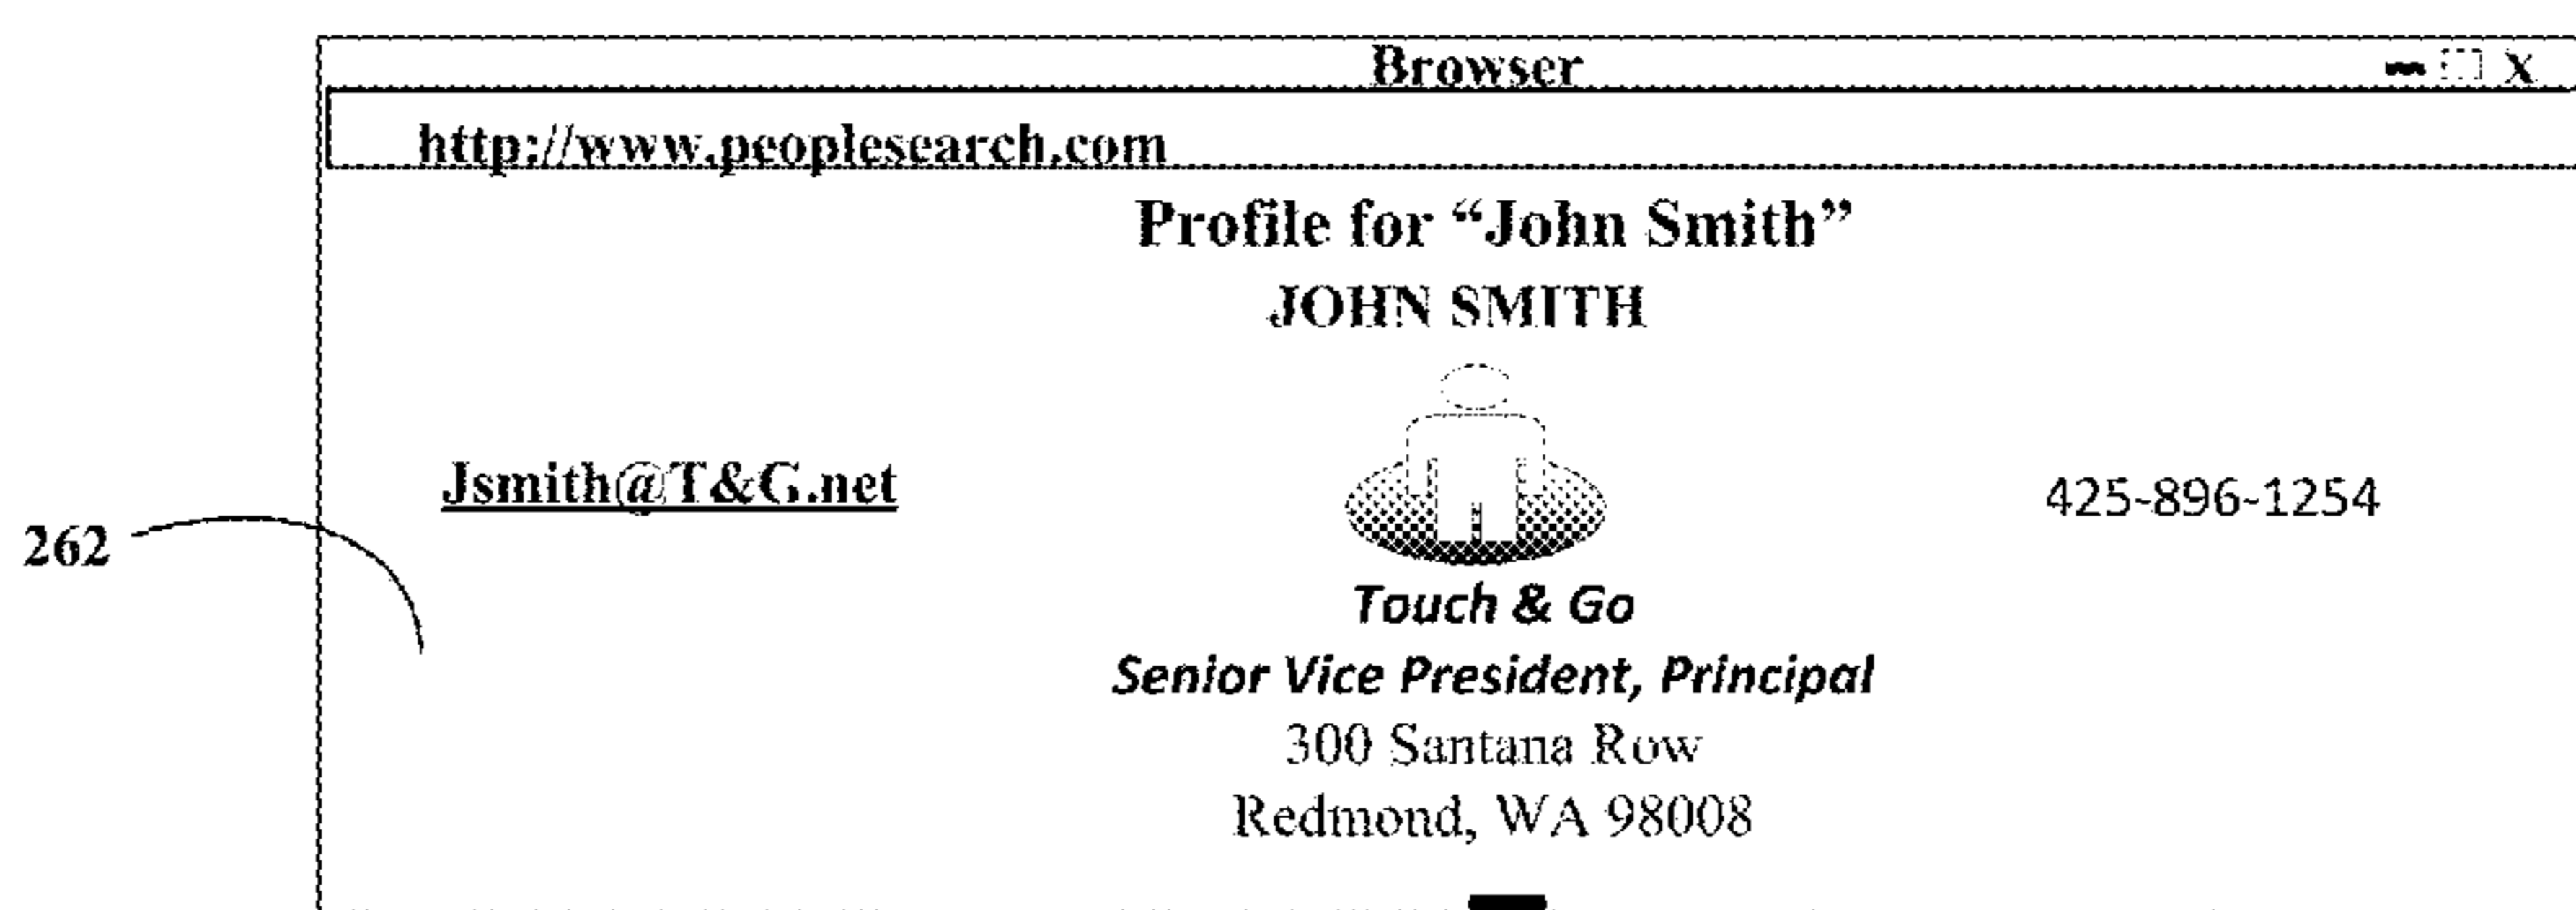 Browser
X
http://www.peoplesearch.com
Profile for “John Smith”
JOHN SMITH
Jsmith@T&G.net
425-896-1254
262
Touch & Go
Senior Vice President, Principal
300 Santana Row
Redmond, WA 98008